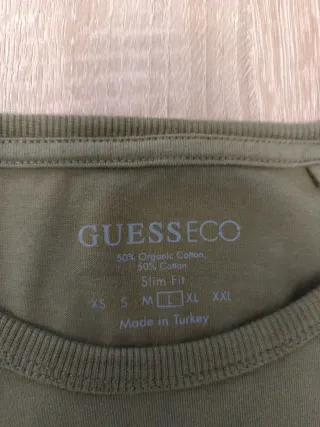 GUESSECO
50% Organic Cotton,
50% Cotton
Slim Fit
XS S M L XL XXL
Made in Turkey